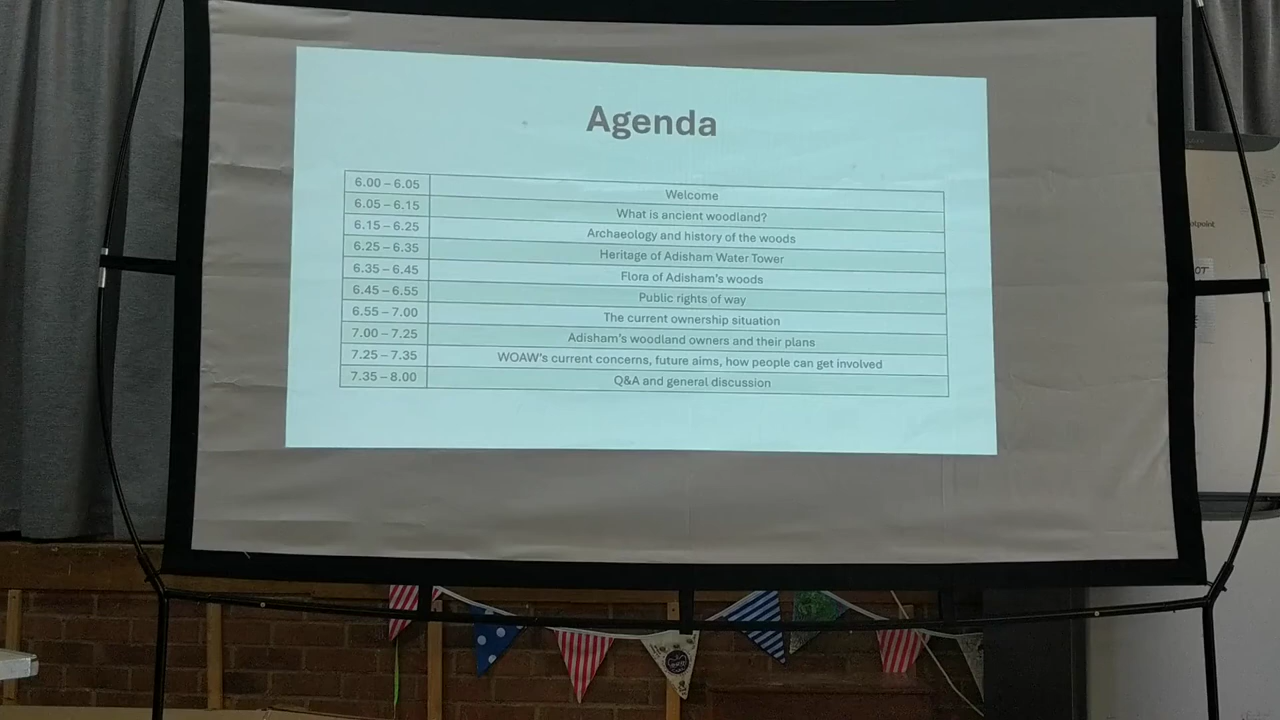 Agenda
6.00 – 6.05 Welcome
6.05 – 6.15 What is ancient woodland?
6.15 – 6.25 Archaeology and history of the woods
6.25 – 6.35 Heritage of Adisham Water Tower
6.35 – 6.45 Flora of Adisham's woods
6.45 – 6.55 Public rights of way
6.55 – 7.00 The current ownership situation
7.00 – 7.25 Adisham's woodland owners and their plans
7.25 – 7.35 WOAW's current concerns, future aims, how people can get involved
7.35 – 8.00 Q&A and general discussion